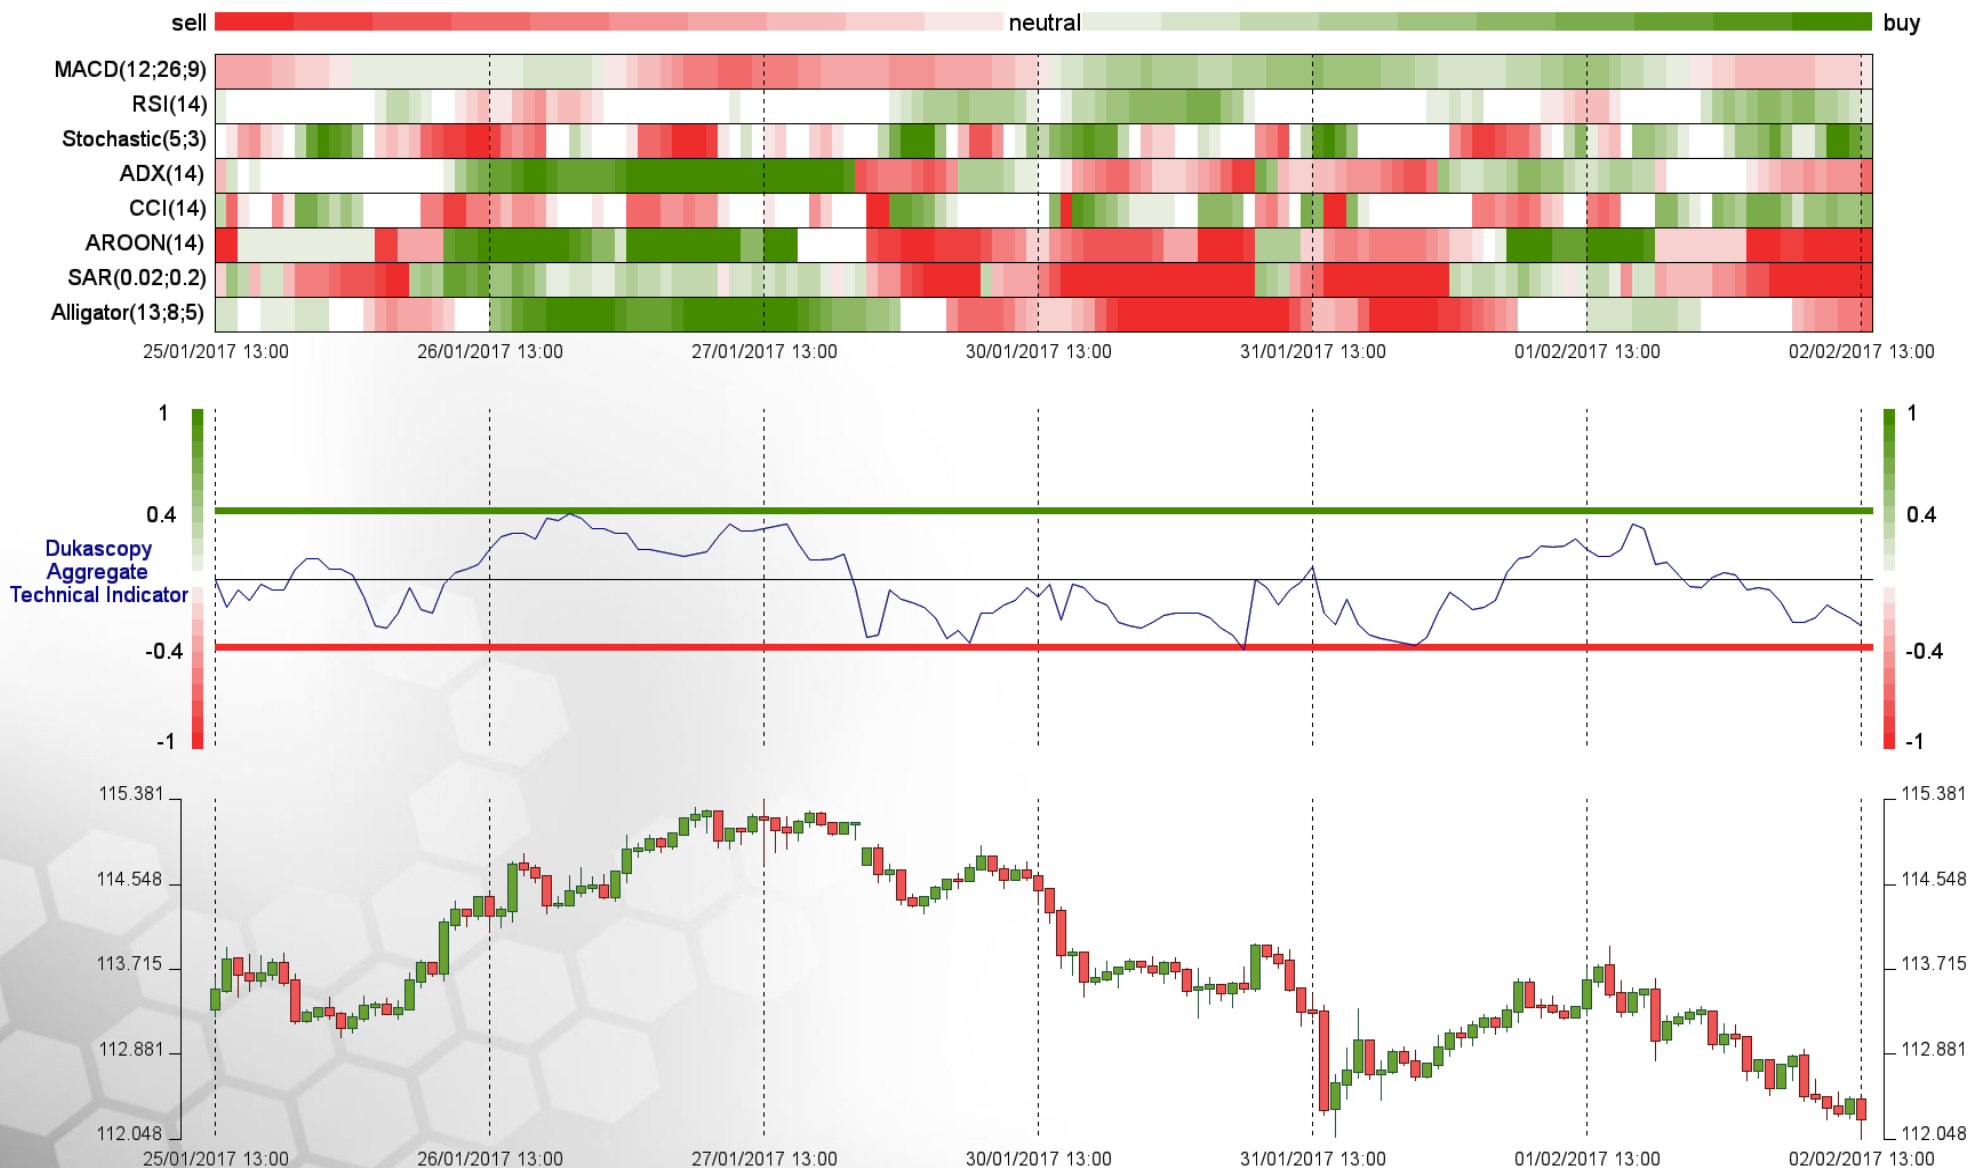 sell neutral buy
MACD(12;26;9)
RSI(14)
Stochastic(5;3)
ADX(14)
CCI(14)
AROON(14)
SAR(0.02;0.2)
Alligator(13;8;5)
25/01/2017 13:00 26/01/2017 13:00 27/01/2017 13:00 30/01/2017 13:00 31/01/2017 13:00 01/02/2017 13:00 02/02/2017 13:00
1 1
0.4 0.4
Dukascopy
Aggregate
Technical Indicator
-0.4 -0.4
-1 -1
115.381 115.381
114.548 114.548
113.715 113.715
112.881 112.881
112.048 112.048
25/01/2017 13:00 26/01/2017 13:00 27/01/2017 13:00 30/01/2017 13:00 31/01/2017 13:00 01/02/2017 13:00 02/02/2017 13:00